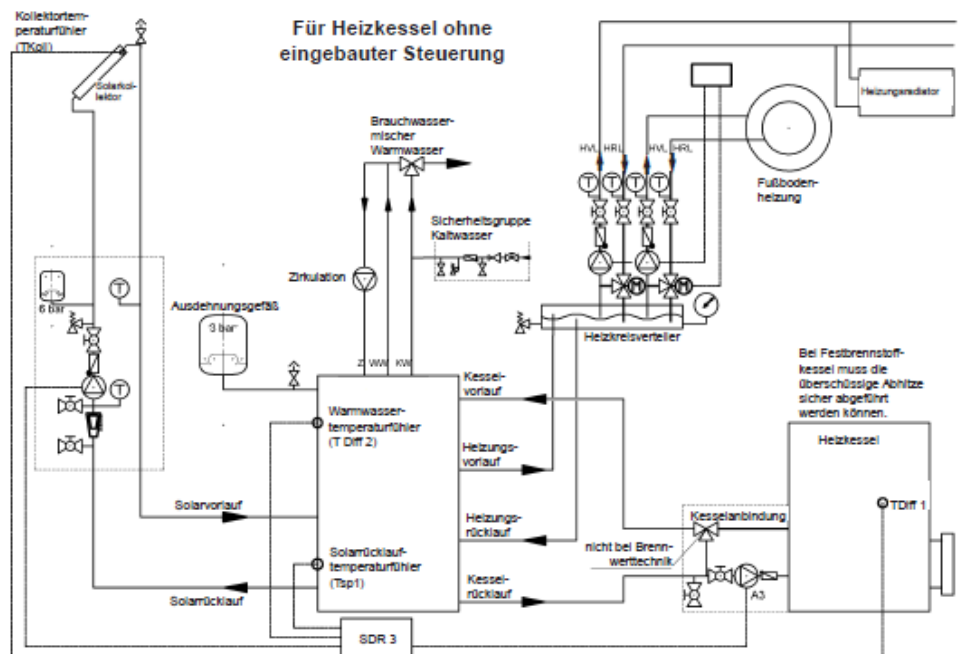 Kollektortem-
peraturfühler
(TKoll)
Für Heizkessel ohne
eingebauter Steuerung
Solarkol-
lektor
Heizungsradiator
Brauchwasser-
mischer
Warmwasser
HVL
HRL
HVL
HRL
T
T
T
T
Fußboden-
heizung
Sicherheitsgruppe
Kaltwasser
Zirkulation
M
M
6 bar
T
Ausdehnungsgefäß
3 bar
Heizkreisverteiler
Z
WW
KW
Bei Festbrennstoff-
kessel muss die
überschüssige Abhitze
sicher abgeführt
werden können.
T
Kessel-
vorlauf
Warmwasser-
temperaturfühler
(T Diff 2)
Heizkessel
Heizungs-
vorlauf
Solarvorlauf
TDiff 1
Heizungs-
rücklauf
Kesselanbindung
nicht bei Brenn-
werttechnik
Solarrücklauf-
temperaturfühler
(Tsp1)
Kessel-
rücklauf
A3
Solarrücklauf
SDR 3